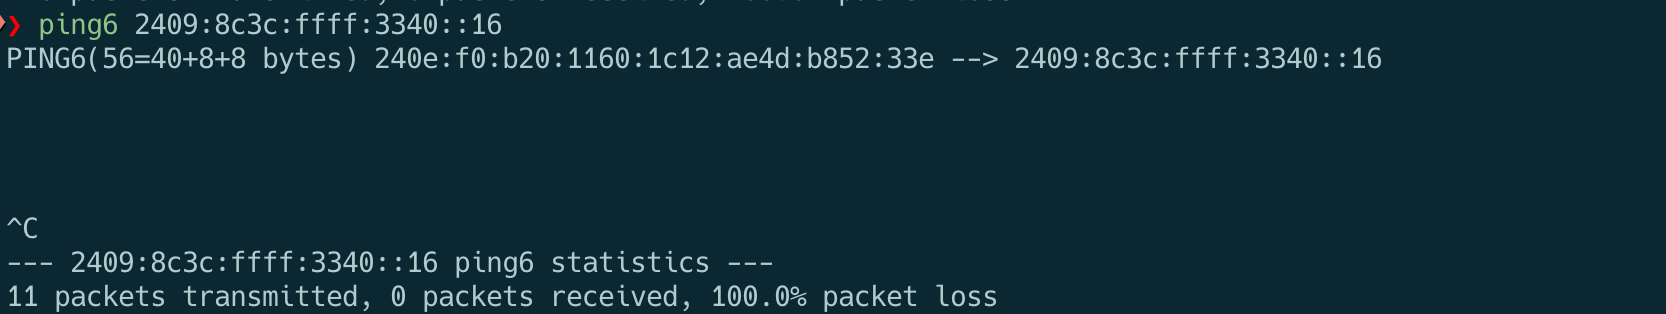 ❯ ping6 2409:8c3c:ffff:3340::16
PING6(56=40+8+8 bytes) 240e:f0:b20:1160:1c12:ae4d:b852:33e --> 2409:8c3c:ffff:3340::16
^C
--- 2409:8c3c:ffff:3340::16 ping6 statistics ---
11 packets transmitted, 0 packets received, 100.0% packet loss